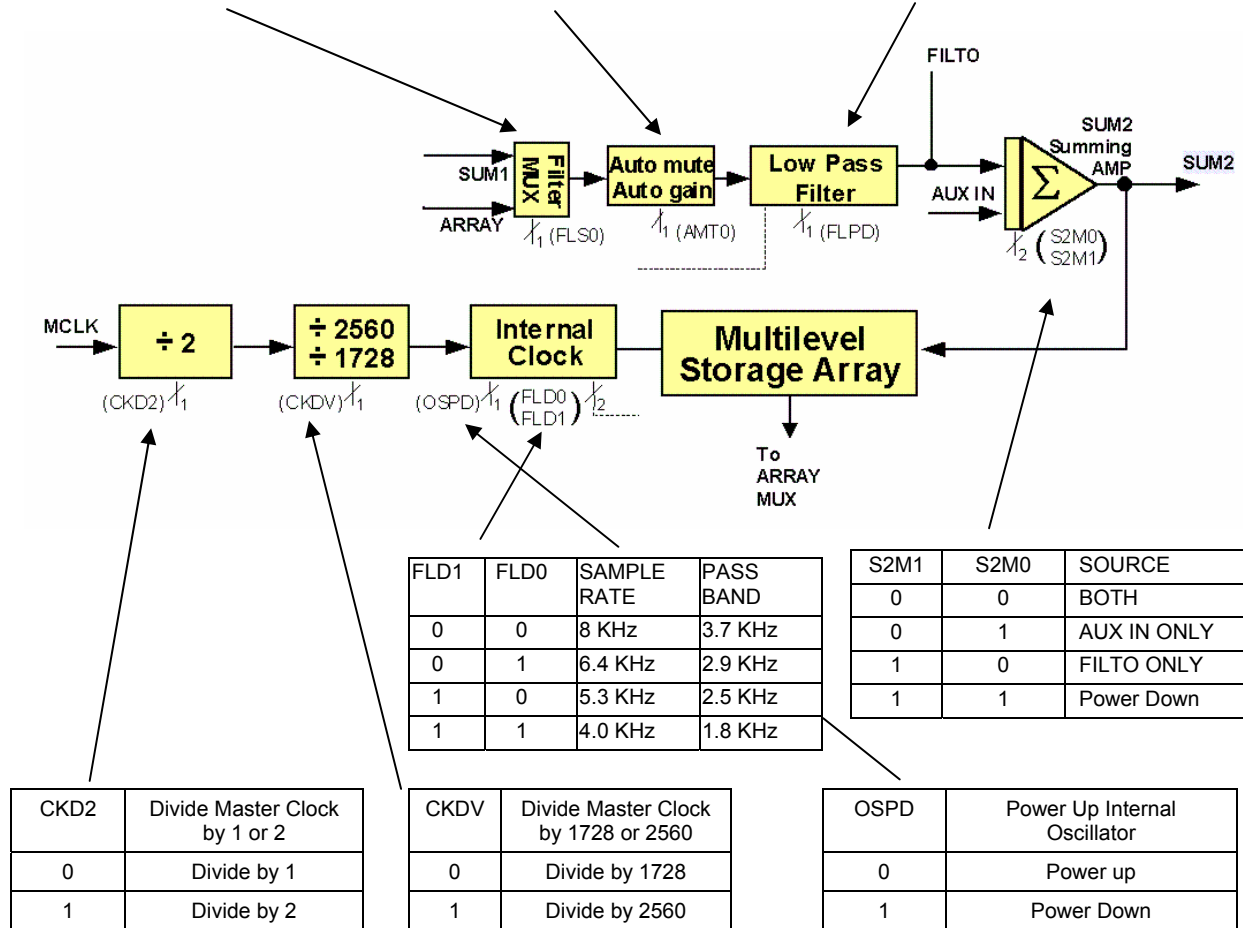 FILTO
SUM1
ARRAY
Filter
MUX
1 (FLS0)
Auto mute
Auto gain
1 (AMT0)
Low Pass
Filter
1 (FLPD)
AUX IN
SUM2
Summing
AMP
Σ
2 (S2M0
S2M1)
SUM2
MCLK
÷ 2
(CKD2) 1
÷ 2560
÷ 1728
(CKDV) 1
Internal
Clock
(OSPD) 1 (FLD0
FLD1) 2
Multilevel
Storage Array
To
ARRAY
MUX
FLD1 FLD0 SAMPLE RATE PASS BAND
0 0 8 KHz 3.7 KHz
0 1 6.4 KHz 2.9 KHz
1 0 5.3 KHz 2.5 KHz
1 1 4.0 KHz 1.8 KHz
S2M1 S2M0 SOURCE
0 0 BOTH
0 1 AUX IN ONLY
1 0 FILTO ONLY
1 1 Power Down
CKD2 Divide Master Clock
by 1 or 2
0 Divide by 1
1 Divide by 2
CKDV Divide Master Clock
by 1728 or 2560
0 Divide by 1728
1 Divide by 2560
OSPD Power Up Internal
Oscillator
0 Power up
1 Power Down